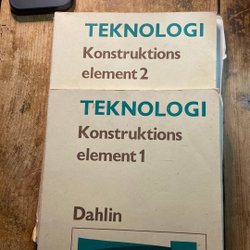 TEKNOLOGI
Konstruktions
element 2
TEKNOLOGI
Konstruktions
element 1
Dahlin